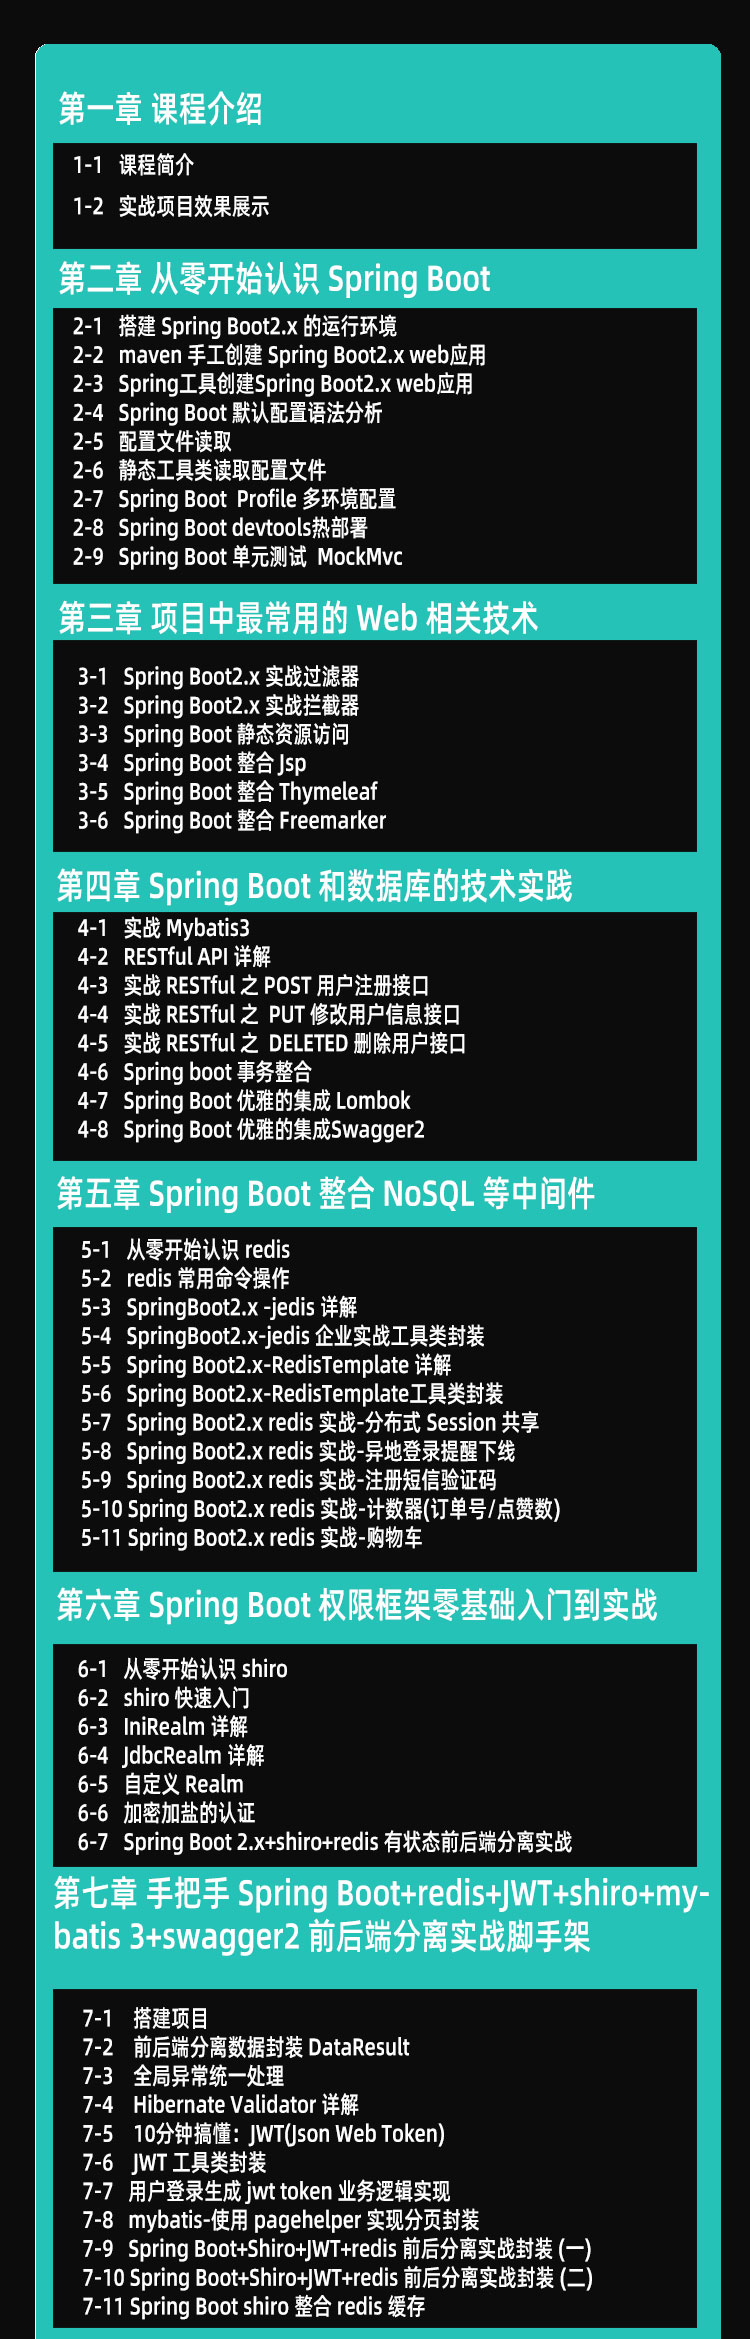 第一章 课程介绍
1-1 课程简介
1-2 实战项目效果展示
第二章 从零开始认识 Spring Boot
2-1 搭建 Spring Boot2.x 的运行环境
2-2 maven 手工创建 Spring Boot2.x web应用
2-3 Spring工具创建Spring Boot2.x web应用
2-4 Spring Boot 默认配置语法分析
2-5 配置文件读取
2-6 静态工具类读取配置文件
2-7 Spring Boot Profile 多环境配置
2-8 Spring Boot devtools热部署
2-9 Spring Boot 单元测试 MockMvc
第三章 项目中最常用的 Web 相关技术
3-1 Spring Boot2.x 实战过滤器
3-2 Spring Boot2.x 实战拦截器
3-3 Spring Boot 静态资源访问
3-4 Spring Boot 整合 Jsp
3-5 Spring Boot 整合 Thymeleaf
3-6 Spring Boot 整合 Freemarker
第四章 Spring Boot 和数据库的技术实践
4-1 实战 Mybatis3
4-2 RESTful API 详解
4-3 实战 RESTful 之 POST 用户注册接口
4-4 实战 RESTful 之 PUT 修改用户信息接口
4-5 实战 RESTful 之 DELETED 删除用户接口
4-6 Spring boot 事务整合
4-7 Spring Boot 优雅的集成 Lombok
4-8 Spring Boot 优雅的集成Swagger2
第五章 Spring Boot 整合 NoSQL 等中间件
5-1 从零开始认识 redis
5-2 redis 常用命令操作
5-3 SpringBoot2.x -jedis 详解
5-4 SpringBoot2.x-jedis 企业实战工具类封装
5-5 Spring Boot2.x-RedisTemplate 详解
5-6 Spring Boot2.x-RedisTemplate工具类封装
5-7 Spring Boot2.x redis 实战-分布式 Session 共享
5-8 Spring Boot2.x redis 实战-异地登录提醒下线
5-9 Spring Boot2.x redis 实战-注册短信验证码
5-10 Spring Boot2.x redis 实战-计数器(订单号/点赞数)
5-11 Spring Boot2.x redis 实战-购物车
第六章 Spring Boot 权限框架零基础入门到实战
6-1 从零开始认识 shiro
6-2 shiro 快速入门
6-3 IniRealm 详解
6-4 JdbcRealm 详解
6-5 自定义 Realm
6-6 加密加盐的认证
6-7 Spring Boot 2.x+shiro+redis 有状态前后端分离实战
第七章 手把手 Spring Boot+redis+JWT+shiro+my-
batis 3+swagger2 前后端分离实战脚手架
7-1 搭建项目
7-2 前后端分离数据封装 DataResult
7-3 全局异常统一处理
7-4 Hibernate Validator 详解
7-5 10分钟搞懂：JWT(Json Web Token)
7-6 JWT 工具类封装
7-7 用户登录生成 jwt token 业务逻辑实现
7-8 mybatis-使用 pagehelper 实现分页封装
7-9 Spring Boot+Shiro+JWT+redis 前后分离实战封装 (一)
7-10 Spring Boot+Shiro+JWT+redis 前后分离实战封装 (二)
7-11 Spring Boot shiro 整合 redis 缓存